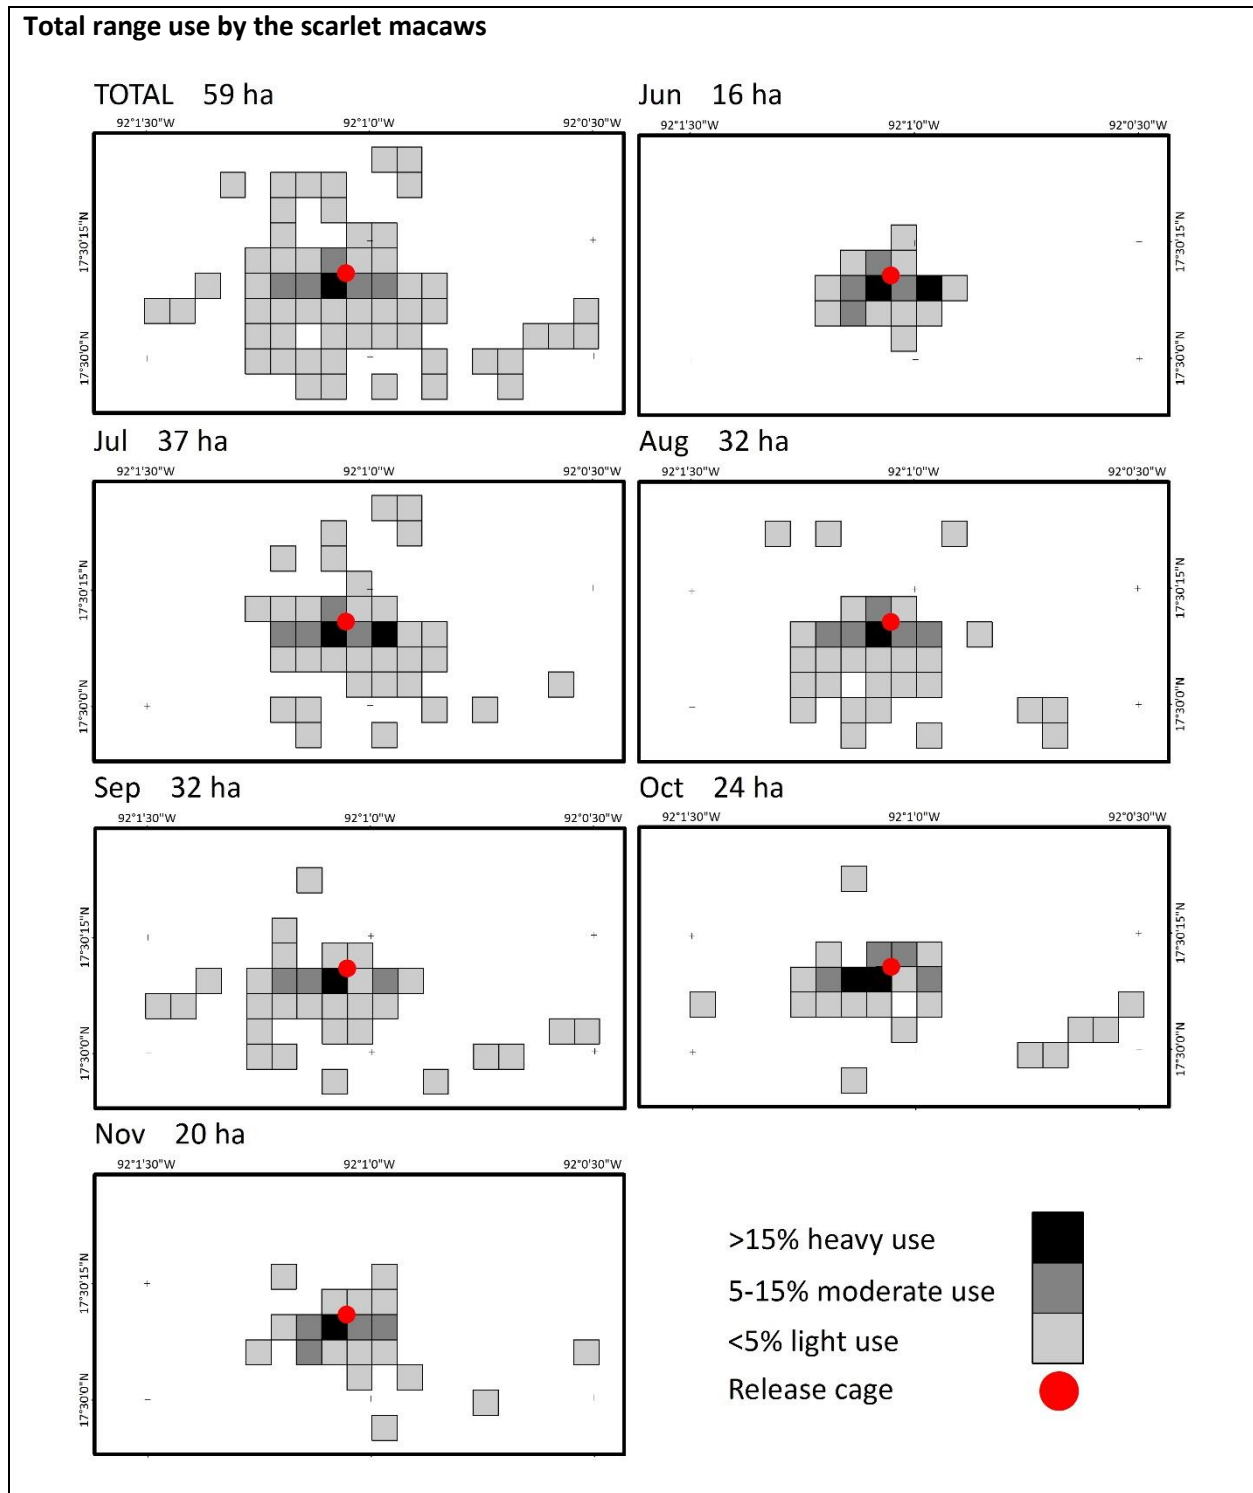 Total range use by the scarlet macaws
TOTAL 59 ha
92°1'30"W 92°1'0"W 92°0'30"W
17°30'15"N
17°30'0"N
Jun 16 ha
92°1'30"W 92°1'0"W 92°0'30"W
17°30'15"N
17°30'0"N
Jul 37 ha
92°1'30"W 92°1'0"W 92°0'30"W
17°30'15"N
17°30'0"N
Aug 32 ha
92°1'30"W 92°1'0"W 92°0'30"W
17°30'15"N
17°30'0"N
Sep 32 ha
92°1'30"W 92°1'0"W 92°0'30"W
17°30'15"N
17°30'0"N
Oct 24 ha
92°1'30"W 92°1'0"W 92°0'30"W
17°30'15"N
17°30'0"N
Nov 20 ha
92°1'30"W 92°1'0"W 92°0'30"W
17°30'15"N
17°30'0"N
>15% heavy use
5-15% moderate use
<5% light use
Release cage